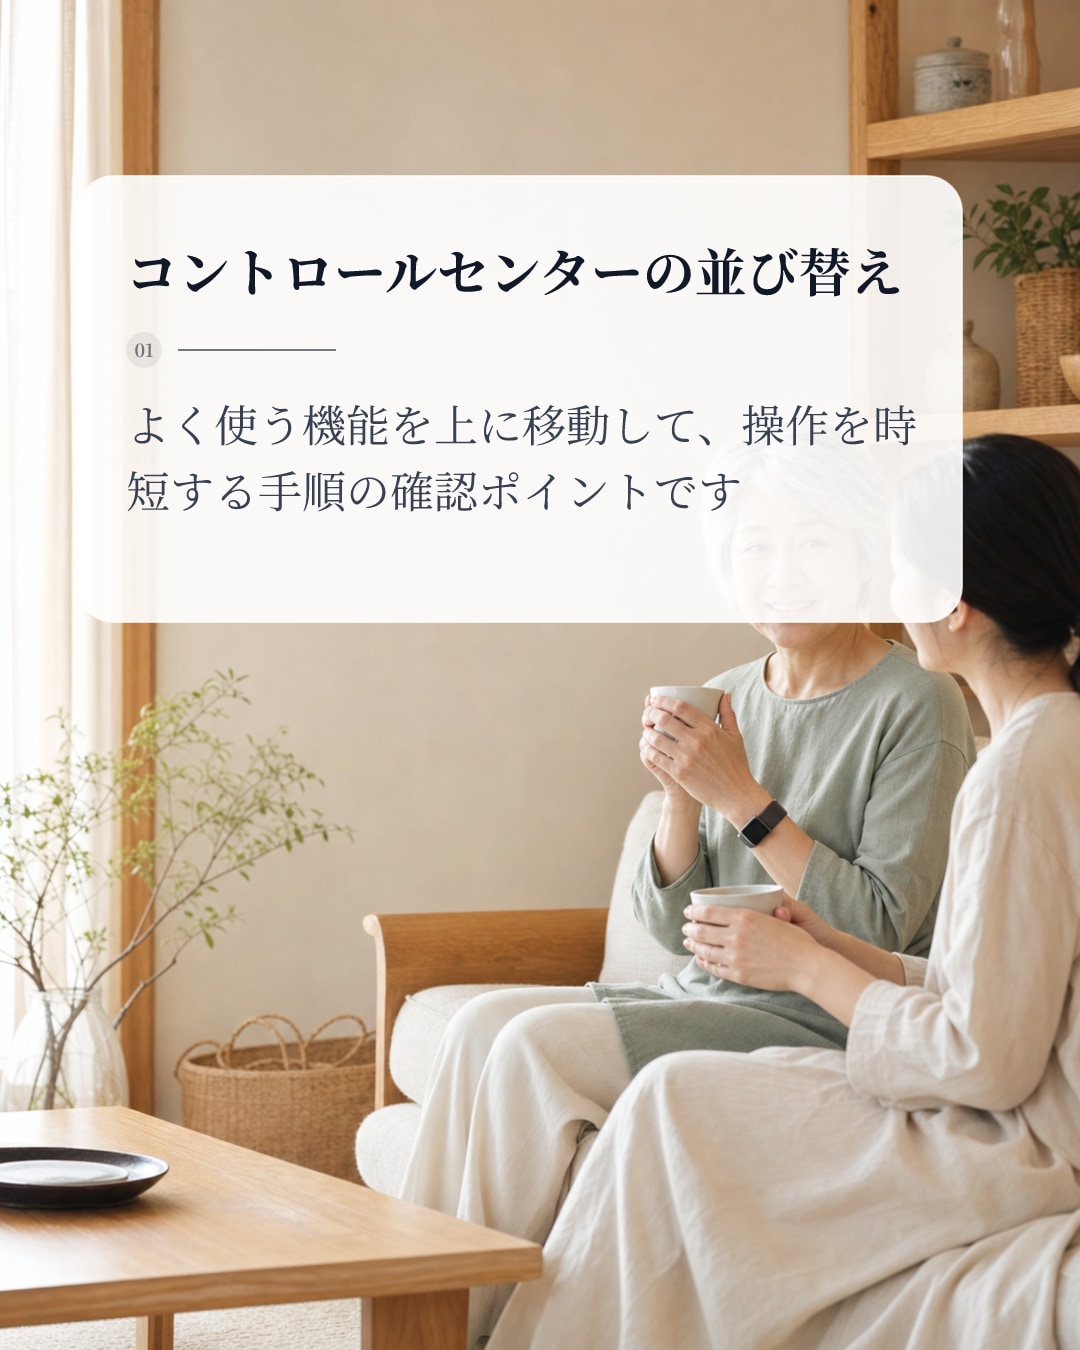 コントロールセンターの並び替え
01
よく使う機能を上に移動して、操作を時
短する手順の確認ポイントです